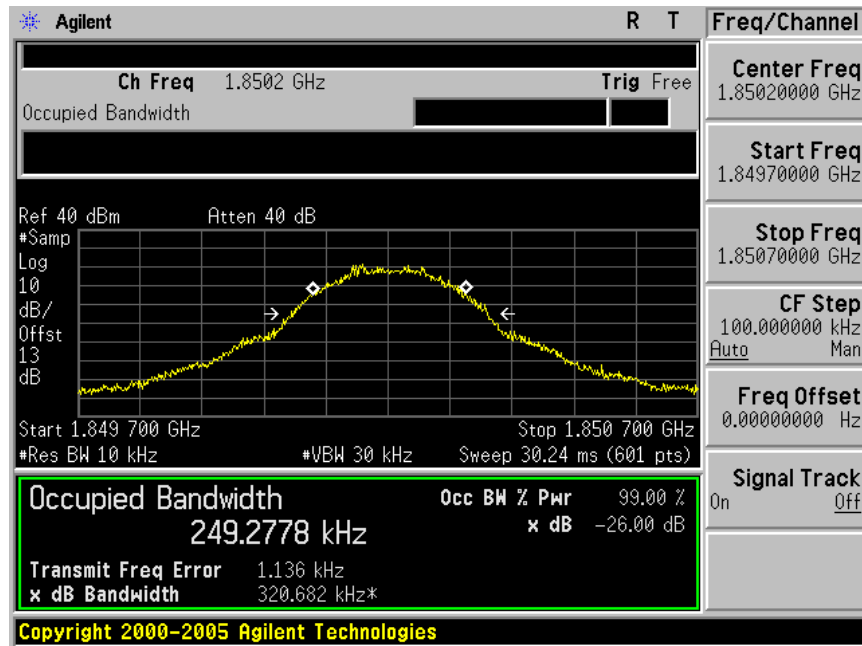 Agilent R T Freq/Channel
Ch Freq 1.8502 GHz Trig Free
Occupied Bandwidth
Center Freq
1.85020000 GHz
Start Freq
1.84970000 GHz
Stop Freq
1.85070000 GHz
CF Step
100.000000 kHz
Auto Man
Freq Offset
0.00000000 Hz
Signal Track
On Off
Ref 40 dBm Atten 40 dB
#Samp
Log
10
dB/
Offst
13
dB
Start 1.849 700 GHz Stop 1.850 700 GHz
#Res BW 10 kHz #VBW 30 kHz Sweep 30.24 ms (601 pts)
Occupied Bandwidth Occ BW % Pwr 99.00 %
249.2778 kHz x dB -26.00 dB
Transmit Freq Error 1.136 kHz
x dB Bandwidth 320.682 kHz*
Copyright 2000-2005 Agilent Technologies